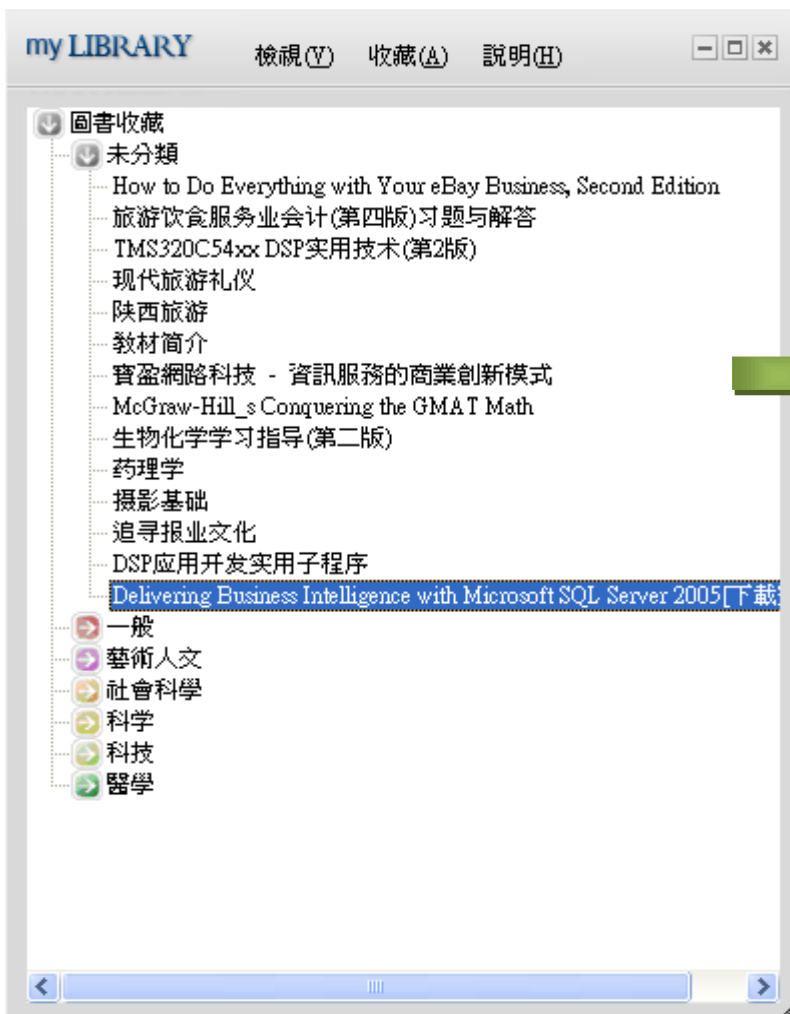 my LIBRARY 檢視(V) 收藏(A) 說明(H)
圖書收藏
未分類
How to Do Everything with Your eBay Business, Second Edition
旅游饮食服务业会计(第四版)习题与解答
TMS320C54xx DSP实用技术(第2版)
现代旅游礼仪
陕西旅游
教材简介
寶盈網路科技 - 資訊服務的商業創新模式
McGraw-Hill_s Conquering the GMAT Math
生物化学学习指导(第二版)
药理学
摄影基础
追寻报业文化
DSP应用开发实用子程序
Delivering Business Intelligence with Microsoft SQL Server 2005[下載
一般
藝術人文
社會科學
科学
科技
醫學